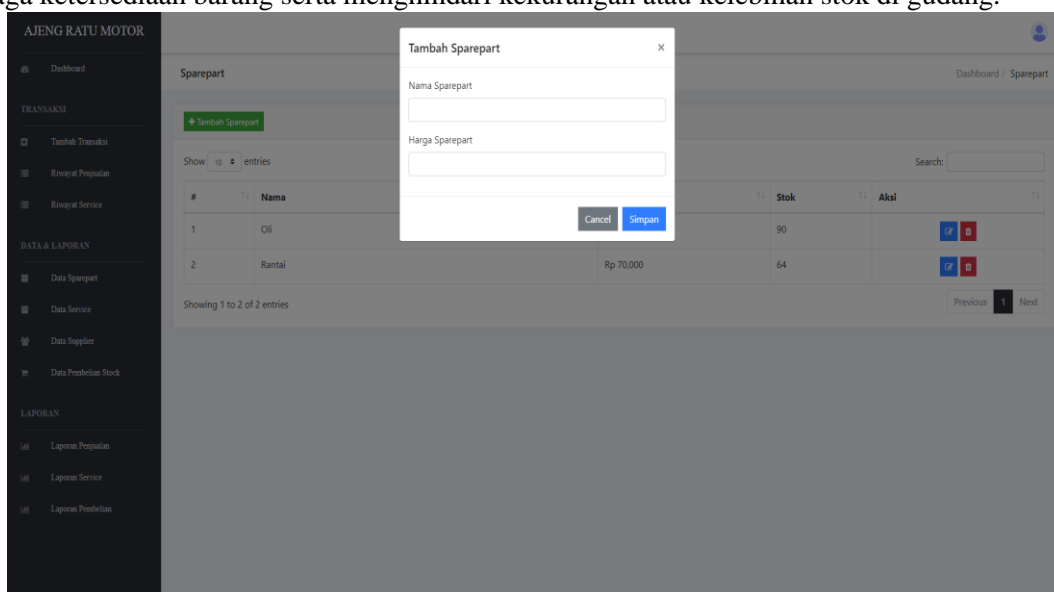 ketersediaan barang serta menghindari kekurangan atau kelebihan stok di gudang.
AJENG RATU MOTOR
Dashboard
TRANSAKSI
Tambah Transaksi
Riwayat Penjualan
Riwayat Service
DATA & LAPORAN
Data Sparepart
Data Service
Data Supplier
Data Pembelian Stock
LAPORAN
Laporan Penjualan
Laporan Service
Laporan Pembelian
Sparepart
Dashboard / Sparepart
+ Tambah Sparepart
Show 10 entries
Search:
# Nama Stok Aksi
1 Oli 90
2 Rantai Rp 70,000 64
Showing 1 to 2 of 2 entries
Previous 1 Next
Tambah Sparepart ×
Nama Sparepart
Harga Sparepart
Cancel Simpan